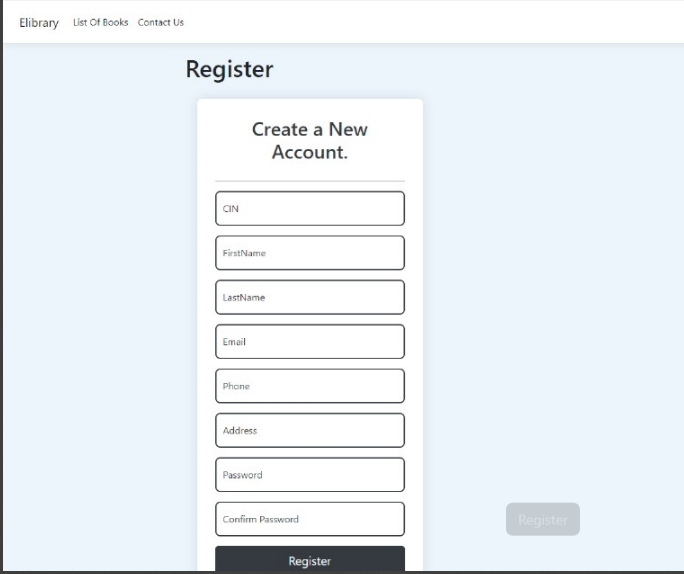 Elibrary List Of Books Contact Us
Register
Create a New
Account.
CIN
FirstName
LastName
Email
Phone
Address
Password
Confirm Password
Register
Register